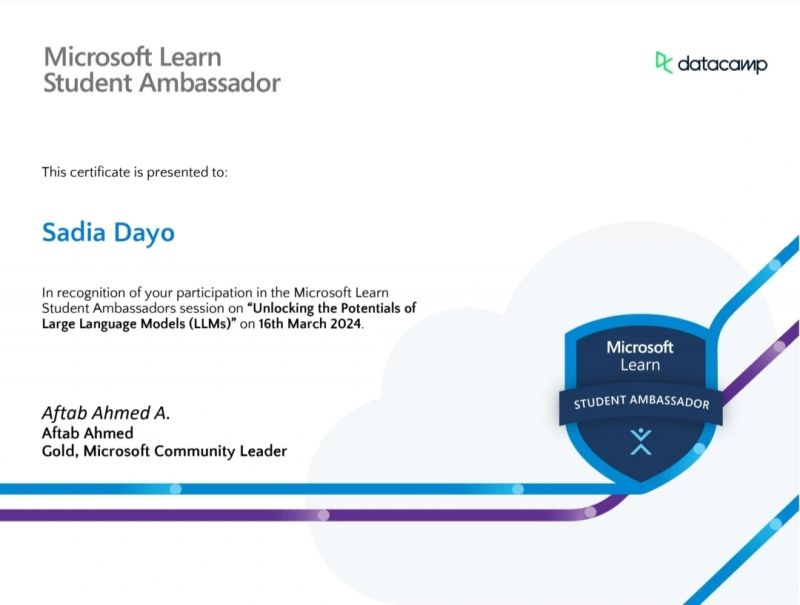 Microsoft Learn
Student Ambassador
datacamp
This certificate is presented to:
Sadia Dayo
In recognition of your participation in the Microsoft Learn
Student Ambassadors session on “Unlocking the Potentials of
Large Language Models (LLMs)” on 16th March 2024.
Aftab Ahmed A.
Aftab Ahmed
Gold, Microsoft Community Leader
Microsoft
Learn
STUDENT AMBASSADOR